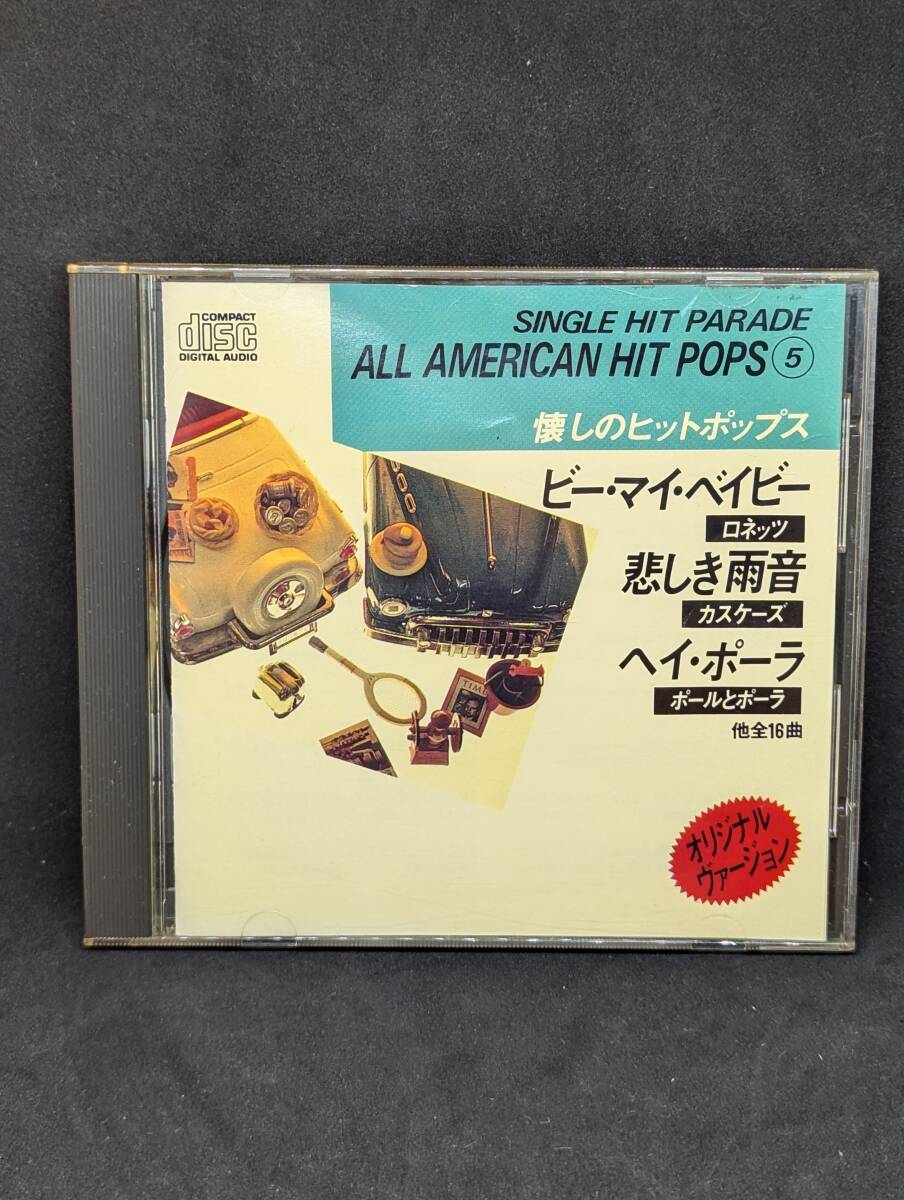 COMPACT
disc
DIGITAL AUDIO
SINGLE HIT PARADE
ALL AMERICAN HIT POPS⑤
懐しのヒットポップス
ビー・マイ・ベイビー
ロネッツ
悲しき雨音
カスケーズ
ヘイ・ポーラ
ポールとポーラ
他全16曲
TIME
オリジナル
ヴァージョン